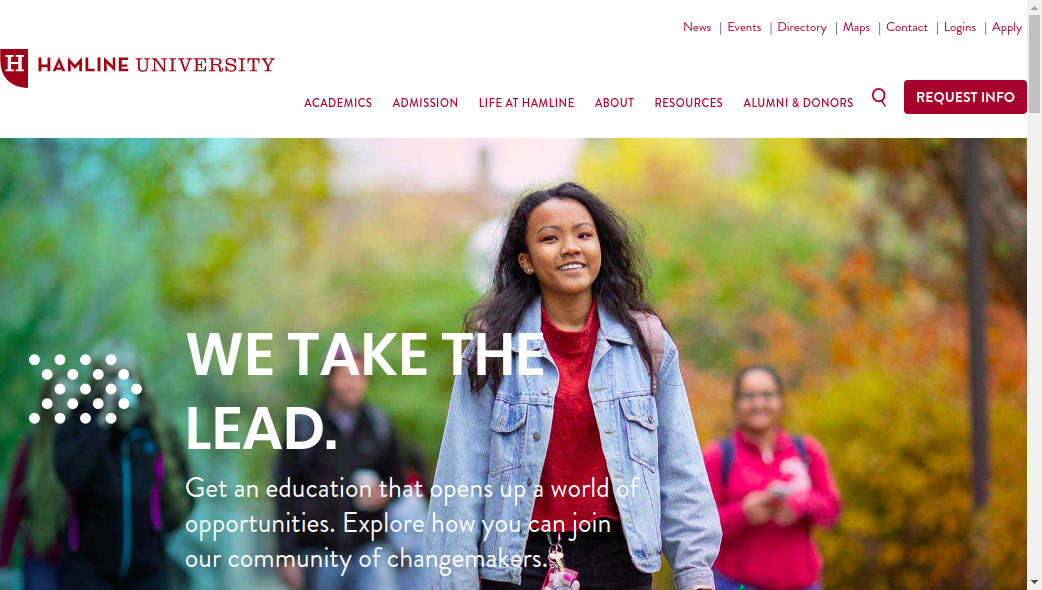 News | Events | Directory | Maps | Contact | Logins | Apply
H HAMLINE UNIVERSITY
ACADEMICS ADMISSION LIFE AT HAMLINE ABOUT RESOURCES ALUMNI & DONORS REQUEST INFO
WE TAKE THE
LEAD.
Get an education that opens up a world of
opportunities. Explore how you can join
our community of changemakers.